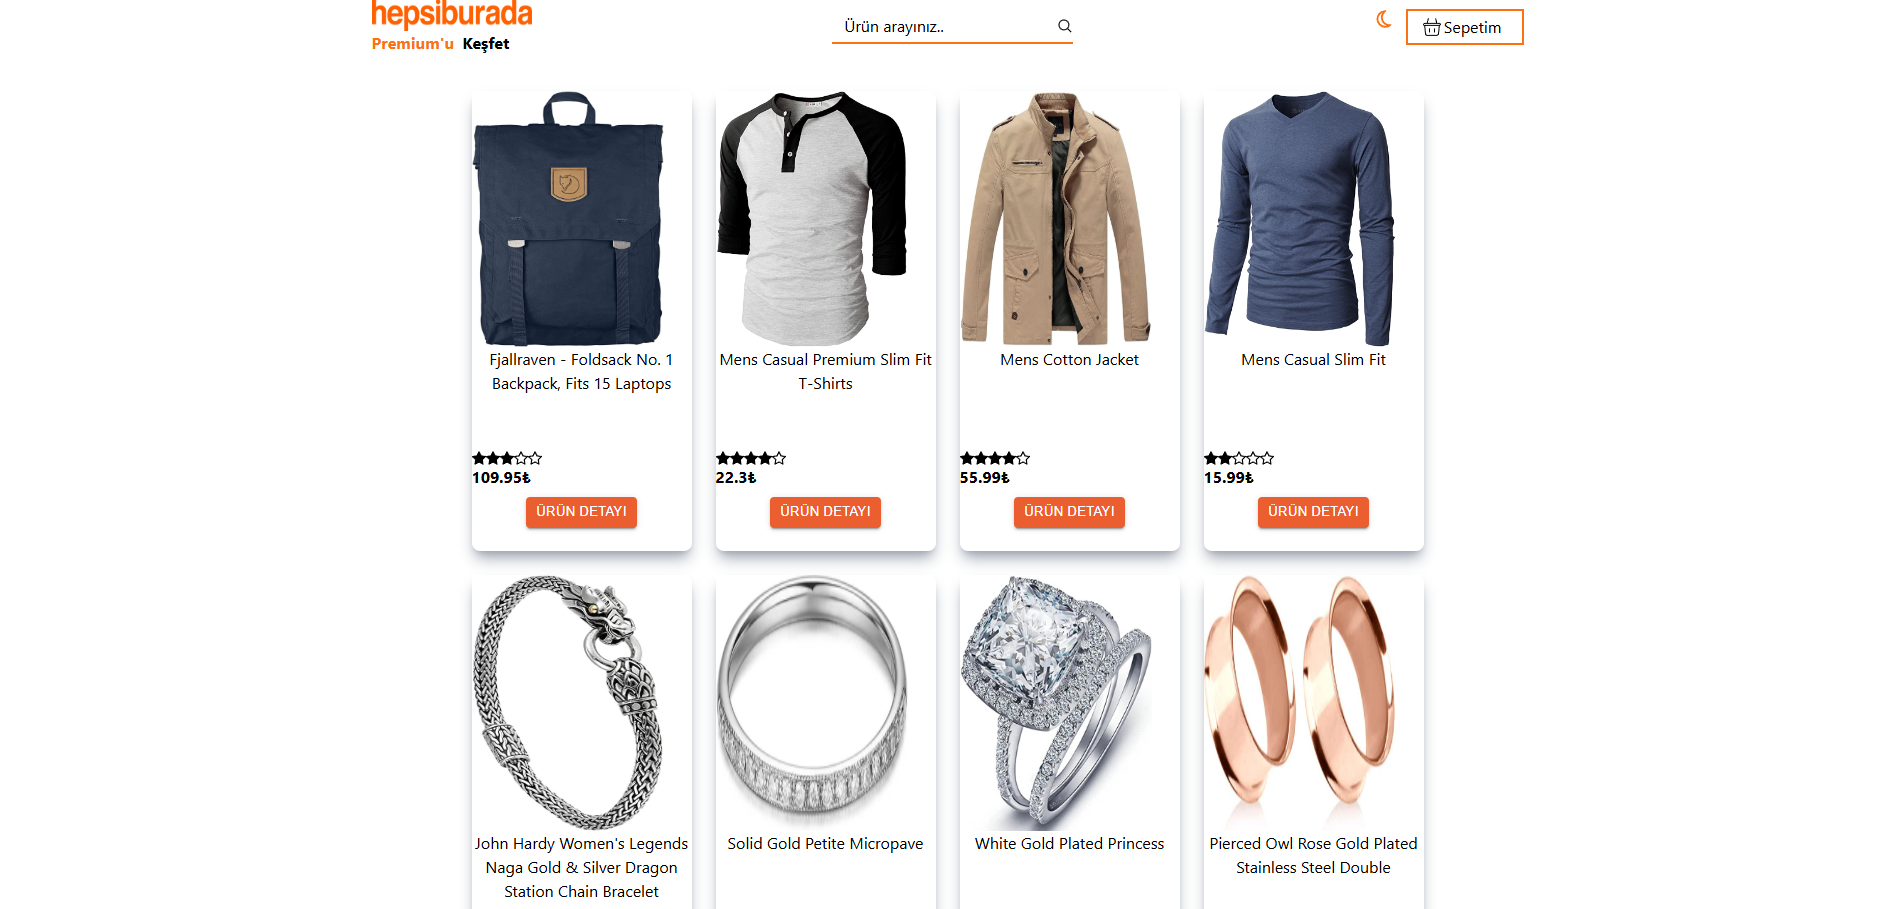 hepsiburada
Premium'u Keşfet
Ürün arayınız..
Sepetim
Fjallraven - Foldsack No. 1
Backpack, Fits 15 Laptops
109.95₺
ÜRÜN DETAYI
Mens Casual Premium Slim Fit
T-Shirts
22.3₺
ÜRÜN DETAYI
Mens Cotton Jacket
55.99₺
ÜRÜN DETAYI
Mens Casual Slim Fit
15.99₺
ÜRÜN DETAYI
John Hardy Women's Legends
Naga Gold & Silver Dragon
Station Chain Bracelet
Solid Gold Petite Micropave
White Gold Plated Princess
Pierced Owl Rose Gold Plated
Stainless Steel Double